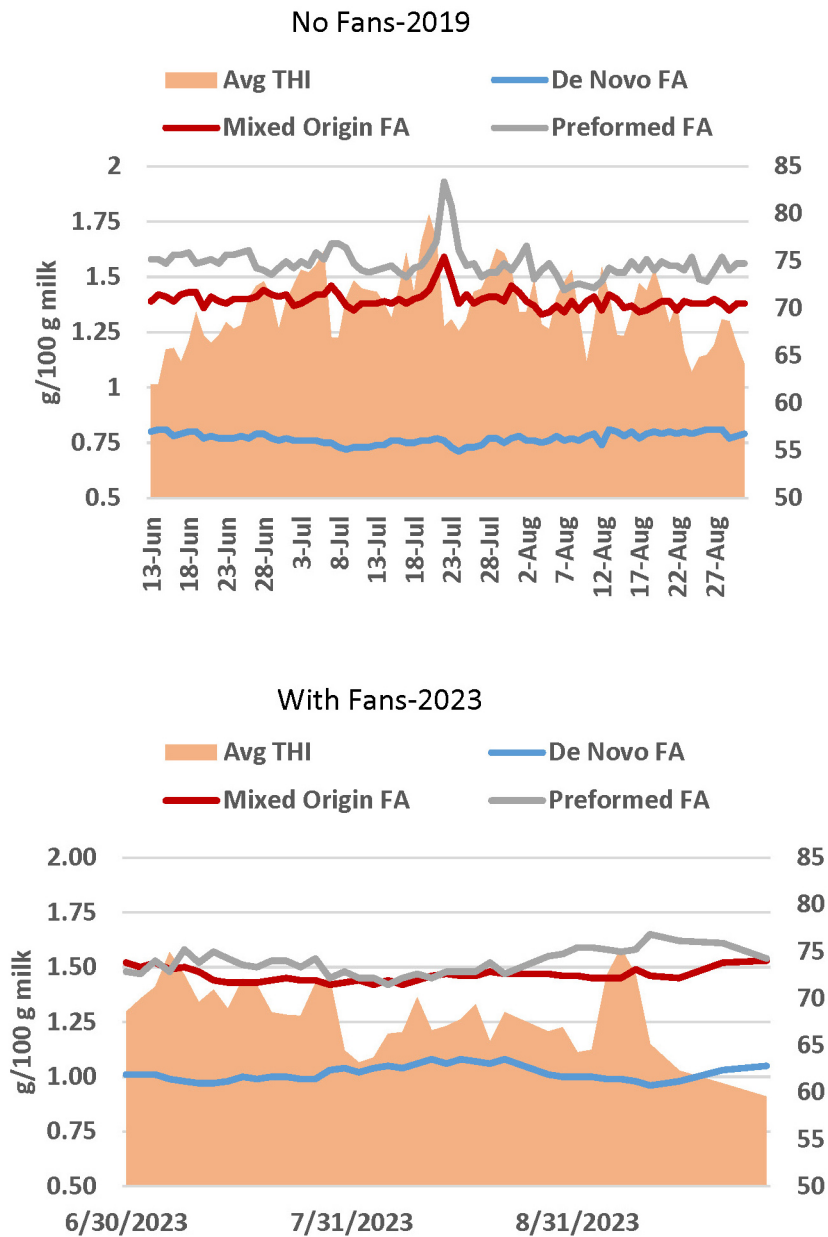 No Fans-2019
Avg THI De Novo FA
Mixed Origin FA Preformed FA
2 85
1.75 80
1.5 75
1.25 70
1 65
0.75 60
0.5 55
50
g/100 g milk
13-Jun 18-Jun 23-Jun 28-Jun 3-Jul 8-Jul 13-Jul 18-Jul 23-Jul 28-Jul 2-Aug 7-Aug 12-Aug 17-Aug 22-Aug 27-Aug
With Fans-2023
Avg THI De Novo FA
Mixed Origin FA Preformed FA
2.00 85
1.75 80
1.50 75
1.25 70
1.00 65
0.75 60
0.50 55
50
g/100 g milk
6/30/2023 7/31/2023 8/31/2023